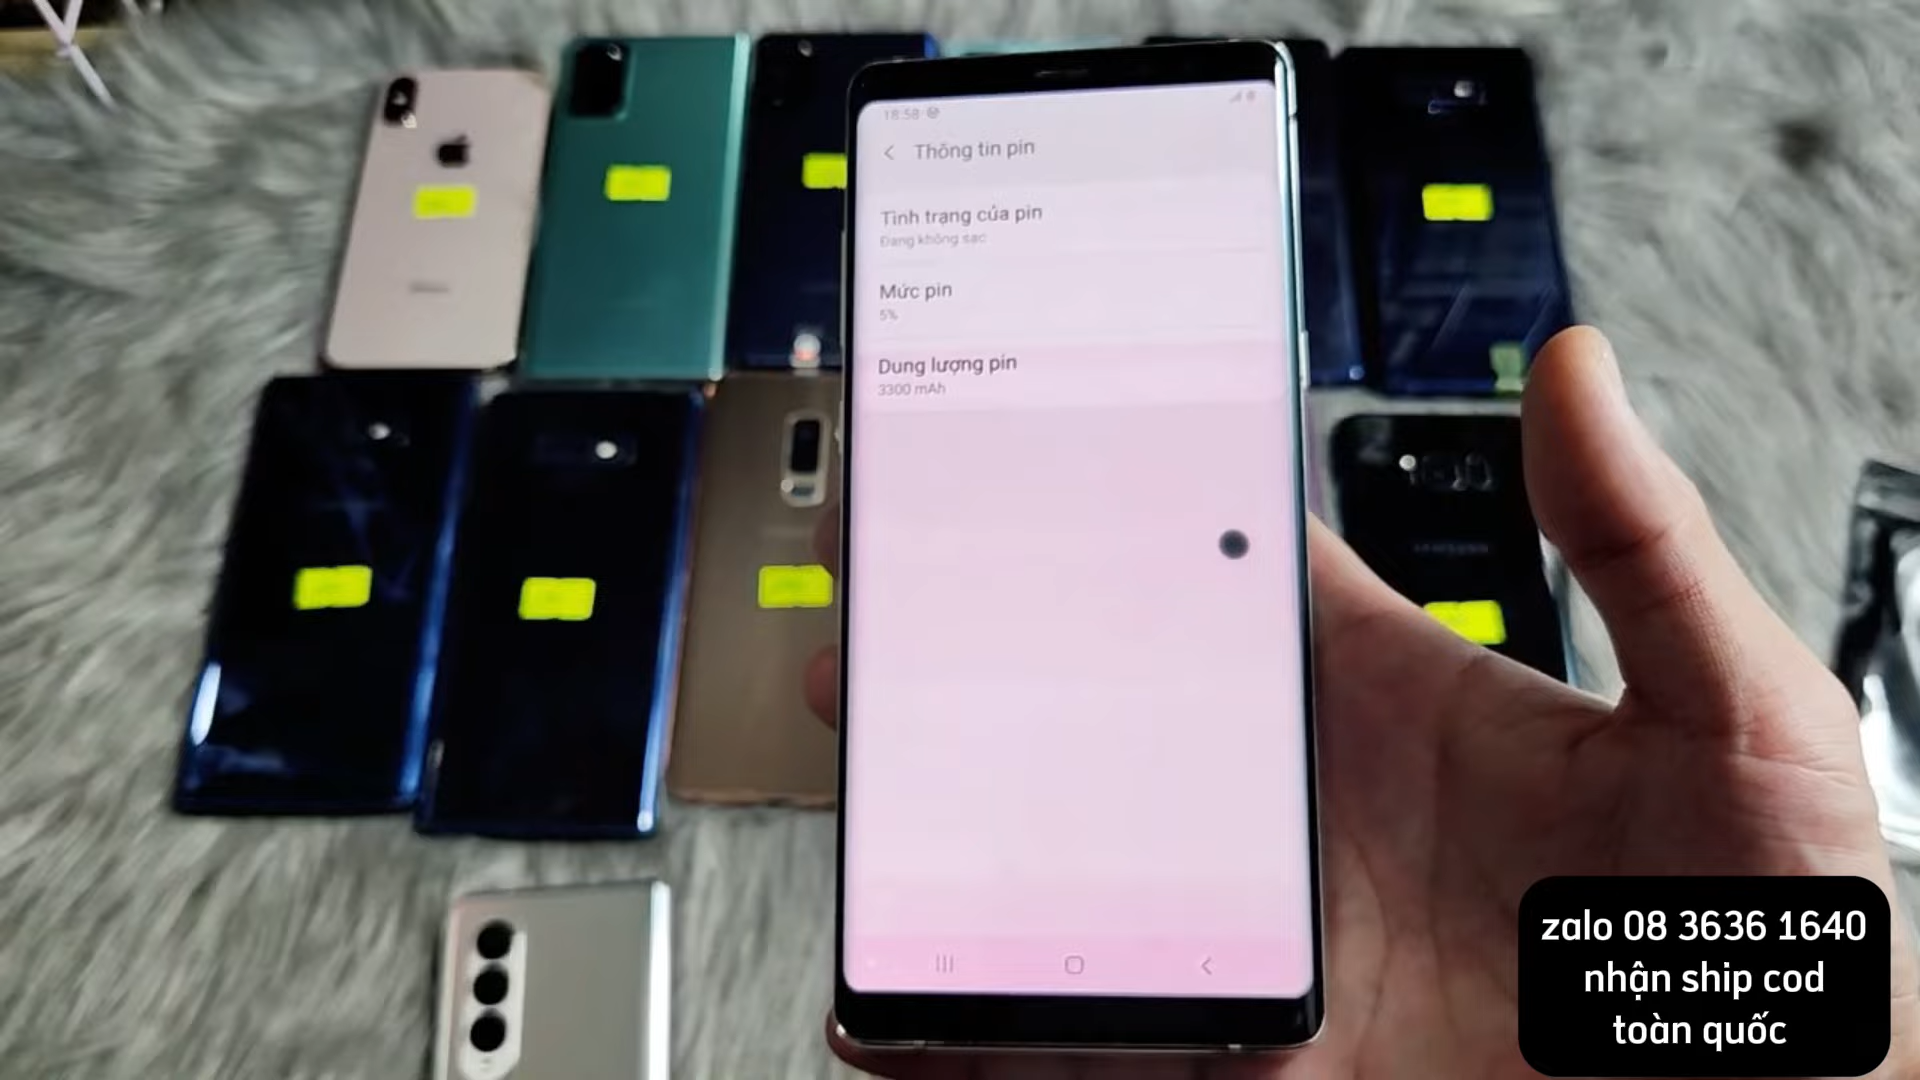 18:58
Thông tin pin
Tình trạng của pin
Đang không sạc
Mức pin
5%
Dung lượng pin
3300 mAh
SAMSUNG
zalo 08 3636 1640
nhận ship cod
toàn quốc